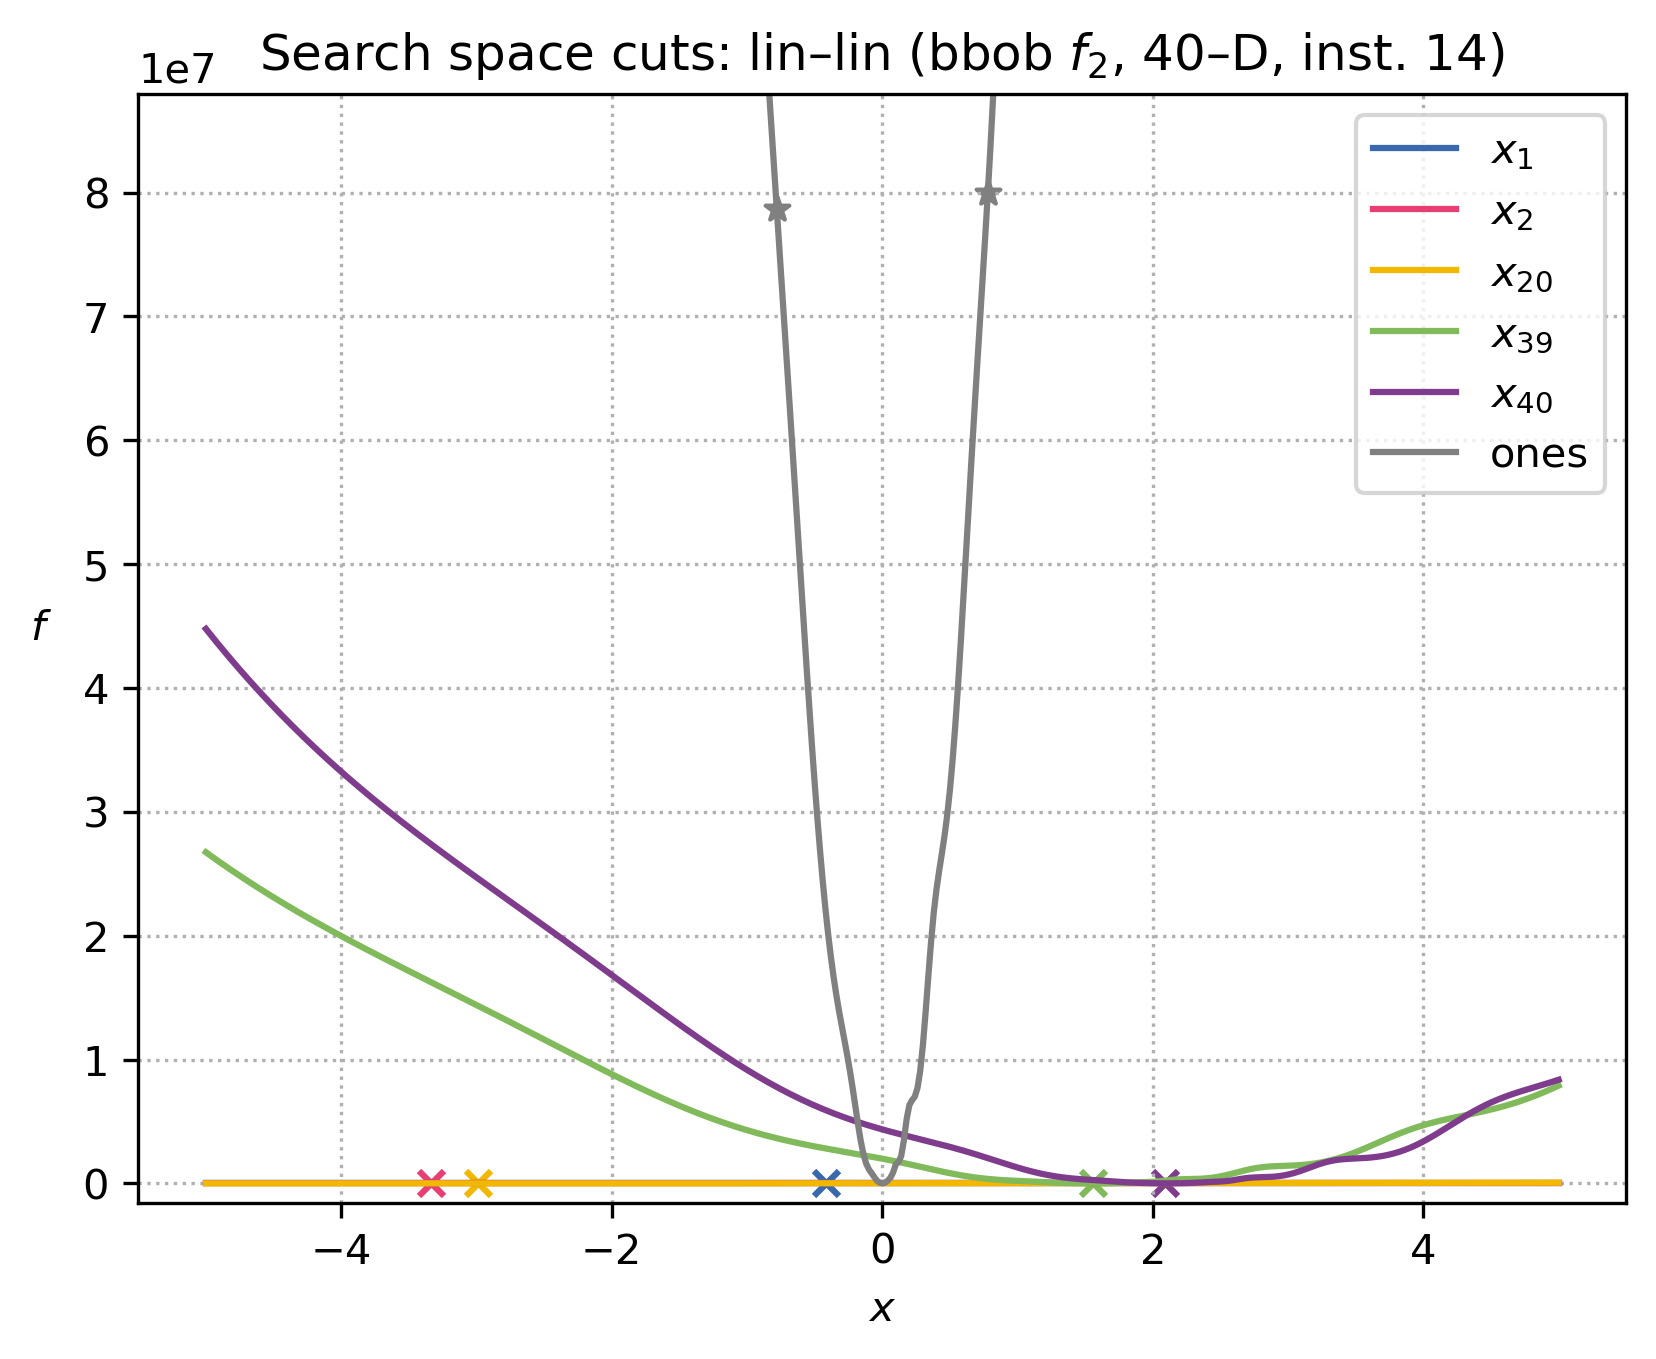 Search space cuts: lin–lin (bbob f₂, 40–D, inst. 14)
1e7
8
7
6
5
4
3
2
1
0
f
−4 −2 0 2 4
x
x₁
x₂
x₂₀
x₃₉
x₄₀
ones